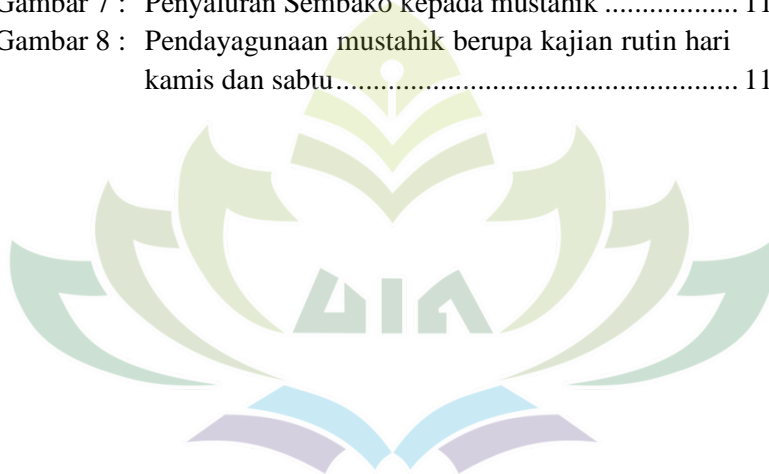 Gambar 7 : Penyaluran Sembako kepada mustahik .................. 11
Gambar 8 : Pendayagunaan mustahik berupa kajian rutin hari
kamis dan sabtu...................................................... 11
UIN